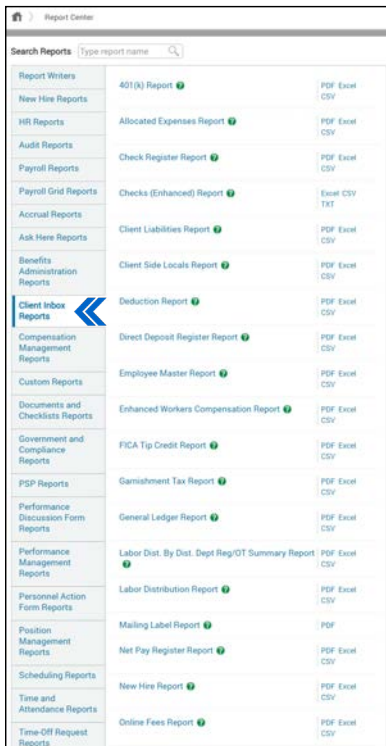 Report Center
Search Reports Type report name
Report Writers
New Hire Reports
HR Reports
Audit Reports
Payroll Reports
Payroll Grid Reports
Accrual Reports
Ask Here Reports
Benefits
Administration
Reports
Client Inbox
Reports
Compensation
Management
Reports
Custom Reports
Documents and
Checklists Reports
Government and
Compliance
Reports
PSP Reports
Performance
Discussion Form
Reports
Performance
Management
Reports
Personnel Action
Form Reports
Position
Management
Reports
Scheduling Reports
Time and
Attendance Reports
Time-Off Request
Reports
401(k) Report PDF Excel
CSV
Allocated Expenses Report PDF Excel
CSV
Check Register Report PDF Excel
CSV
Checks (Enhanced) Report Excel CSV
TXT
Client Liabilities Report PDF Excel
CSV
Client Side Locals Report PDF Excel
CSV
Deduction Report PDF Excel
CSV
Direct Deposit Register Report PDF Excel
CSV
Employee Master Report PDF Excel
CSV
Enhanced Workers Compensation Report PDF Excel
CSV
FICA Tip Credit Report PDF Excel
CSV
Garnishment Tax Report PDF Excel
CSV
General Ledger Report PDF Excel
CSV
Labor Dist. By Dist. Dept Reg/OT Summary Report PDF Excel
CSV
Labor Distribution Report PDF Excel
CSV
Mailing Label Report PDF
Net Pay Register Report PDF Excel
CSV
New Hire Report PDF Excel
CSV
Online Fees Report PDF Excel
CSV